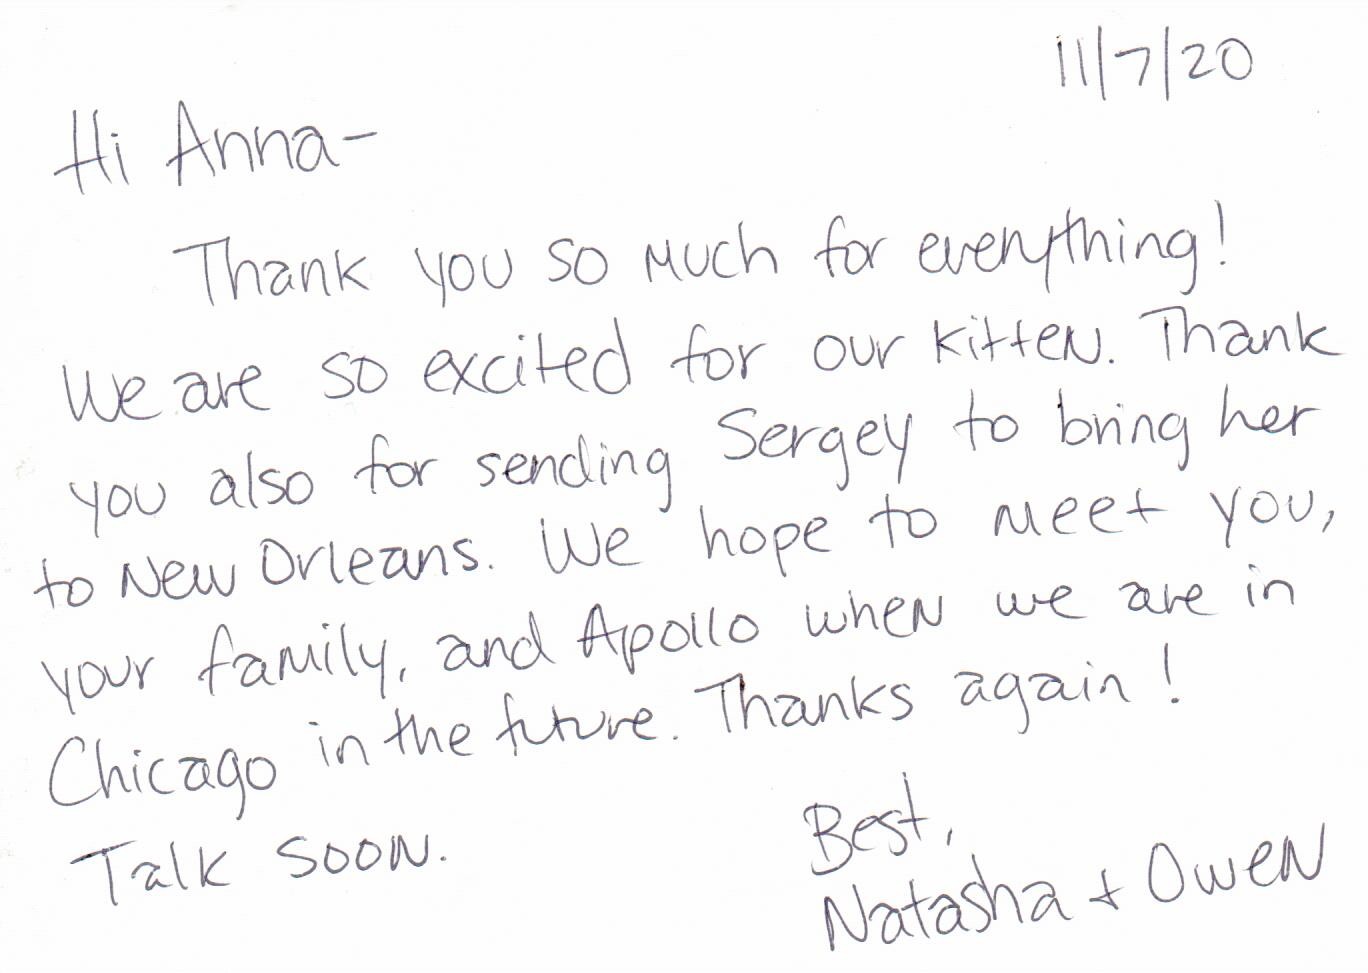 11/7/20
Hi Anna-
Thank you so much for everything!
We are so excited for our kitten. Thank
you also for sending Sergey to bring her
to New Orleans. We hope to meet you,
your family, and Apollo when we are in
Chicago in the future. Thanks again!
Talk soon.
Best,
Natasha + Owen